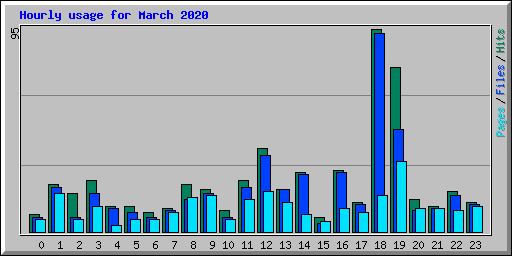 Hourly usage for March 2020
95
Pages/Files/Hits
0 1 2 3 4 5 6 7 8 9 10 11 12 13 14 15 16 17 18 19 20 21 22 23